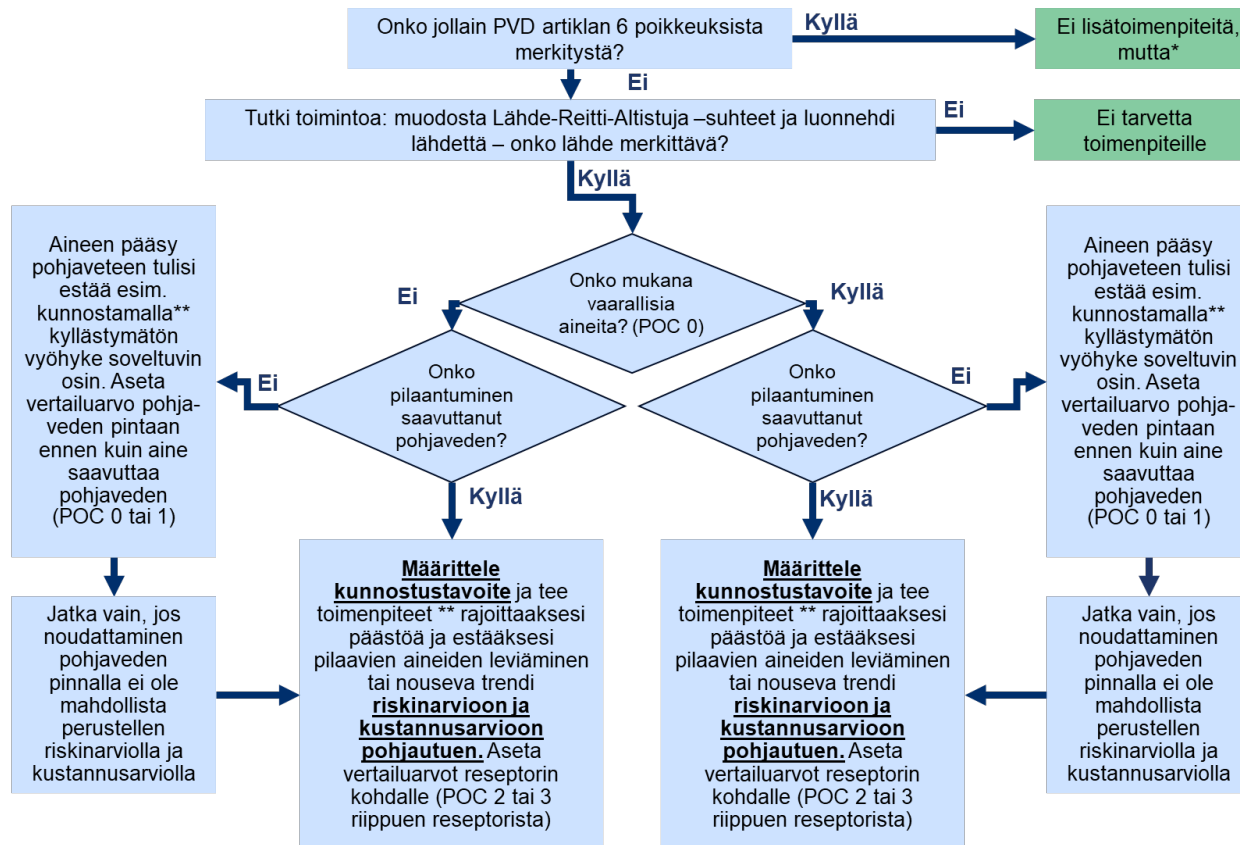 Onko jollain PVD artiklan 6 poikkeuksista
merkitystä?
Kyllä
Ei lisätoimenpiteitä,
mutta*
Ei
Tutki toimintoa: muodosta Lähde-Reitti-Altistuja –suhteet ja luonnehdi
lähdettä – onko lähde merkittävä?
Ei
Ei tarvetta
toimenpiteille
Kyllä
Onko mukana
vaarallisia
aineita? (POC 0)
Ei
Kyllä
Onko
pilaantuminen
saavuttanut
pohjaveden?
Ei
Kyllä
Onko
pilaantuminen
saavuttanut
pohjaveden?
Ei
Kyllä
Aineen pääsy
pohjaveteen tulisi
estää esim.
kunnostamalla**
kyllästymätön
vyöhyke soveltuvin
osin. Aseta
vertailuarvo pohja-
veden pintaan
ennen kuin aine
saavuttaa
pohjaveden
(POC 0 tai 1)
Aineen pääsy
pohjaveteen tulisi
estää esim.
kunnostamalla**
kyllästymätön
vyöhyke soveltuvin
osin. Aseta
vertailuarvo pohja-
veden pintaan
ennen kuin aine
saavuttaa
pohjaveden
(POC 0 tai 1)
Jatka vain, jos
noudattaminen
pohjaveden
pinnalla ei ole
mahdollista
perustellen
riskinarviolla ja
kustannusarviolla
Määrittele
kunnostustavoite ja tee
toimenpiteet ** rajoittaaksesi
päästöä ja estääksesi
pilaavien aineiden leviäminen
tai nouseva trendi
riskinarvioon ja
kustannusarvioon
pohjautuen. Aseta
vertailuarvot reseptorin
kohdalle (POC 2 tai 3
riippuen reseptorista)
Määrittele
kunnostustavoite ja tee
toimenpiteet ** rajoittaaksesi
päästöä ja estääksesi
pilaavien aineiden leviäminen
tai nouseva trendi
riskinarvioon ja
kustannusarvioon
pohjautuen. Aseta
vertailuarvot reseptorin
kohdalle (POC 2 tai 3
riippuen reseptorista)
Jatka vain, jos
noudattaminen
pohjaveden
pinnalla ei ole
mahdollista
perustellen
riskinarviolla ja
kustannusarviolla